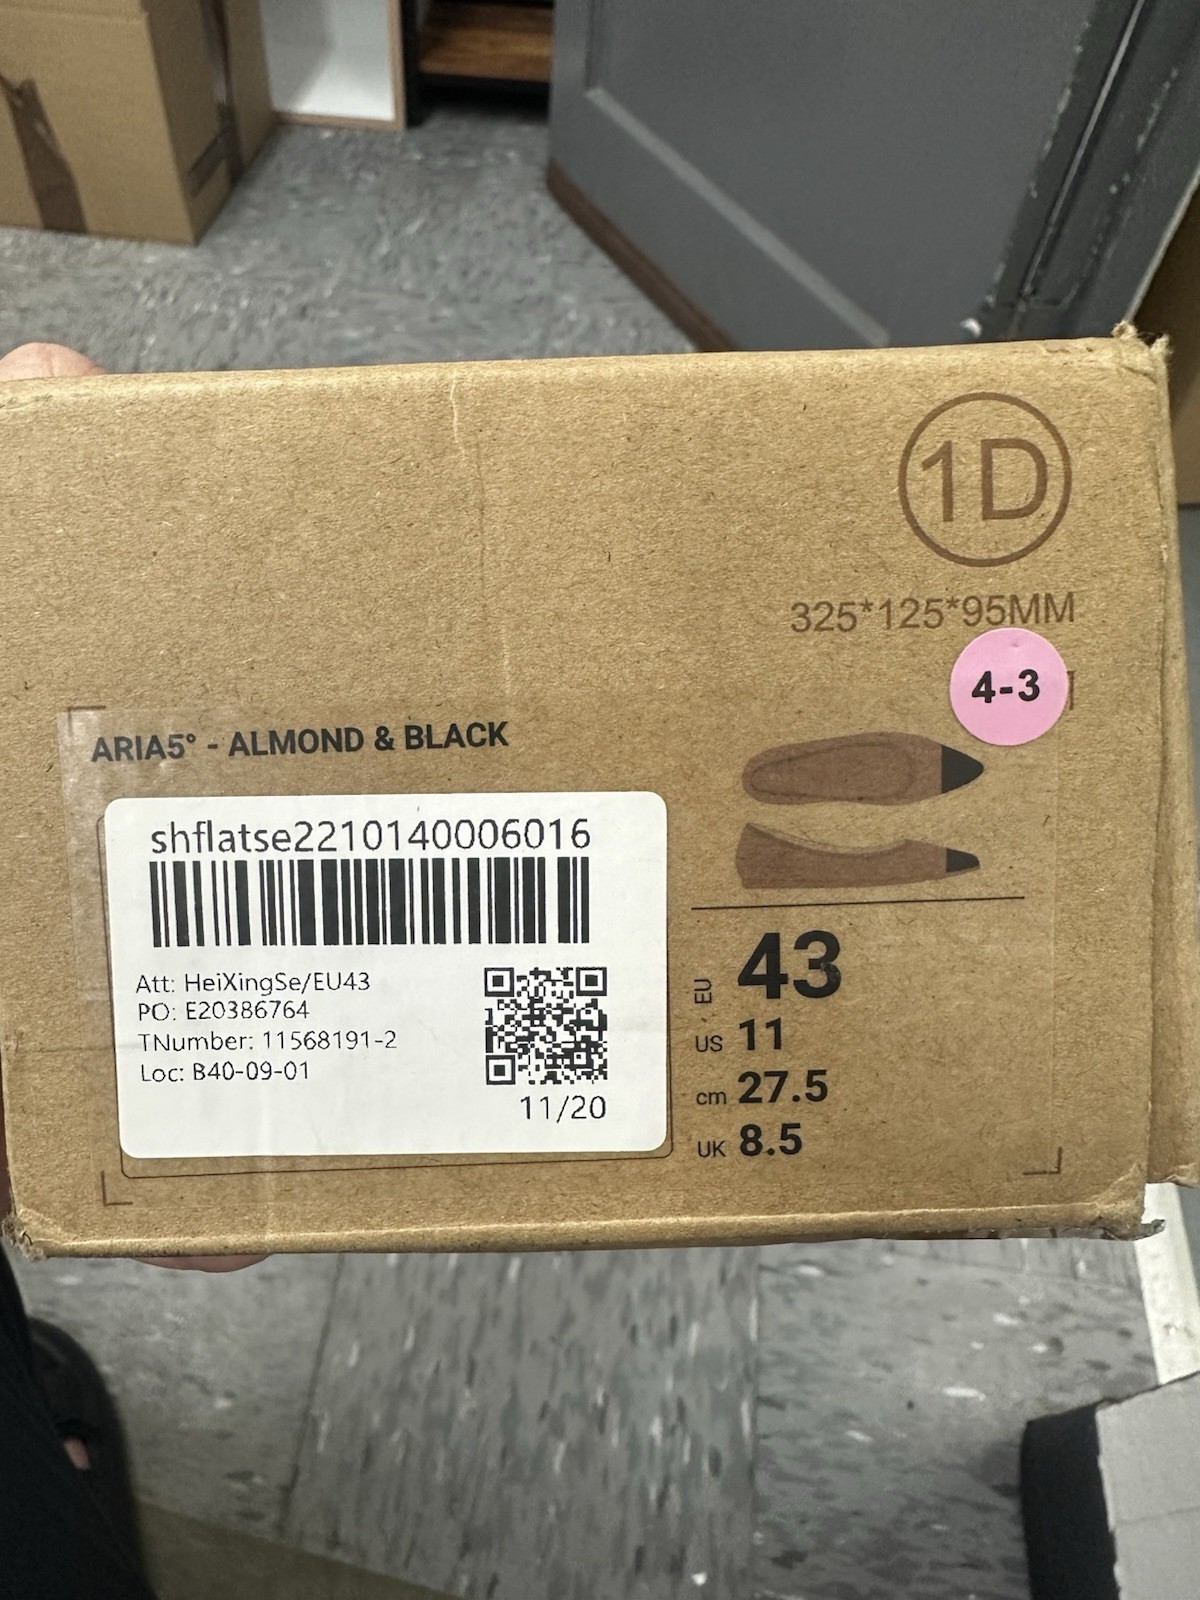 1D
325*125*95MM
4-3
ARIA5° - ALMOND & BLACK
shflatse2210140006016
Att: HeiXingSe/EU43
PO: E20386764
TNumber: 11568191-2
Loc: B40-09-01
11/20
EU 43
US 11
cm 27.5
UK 8.5